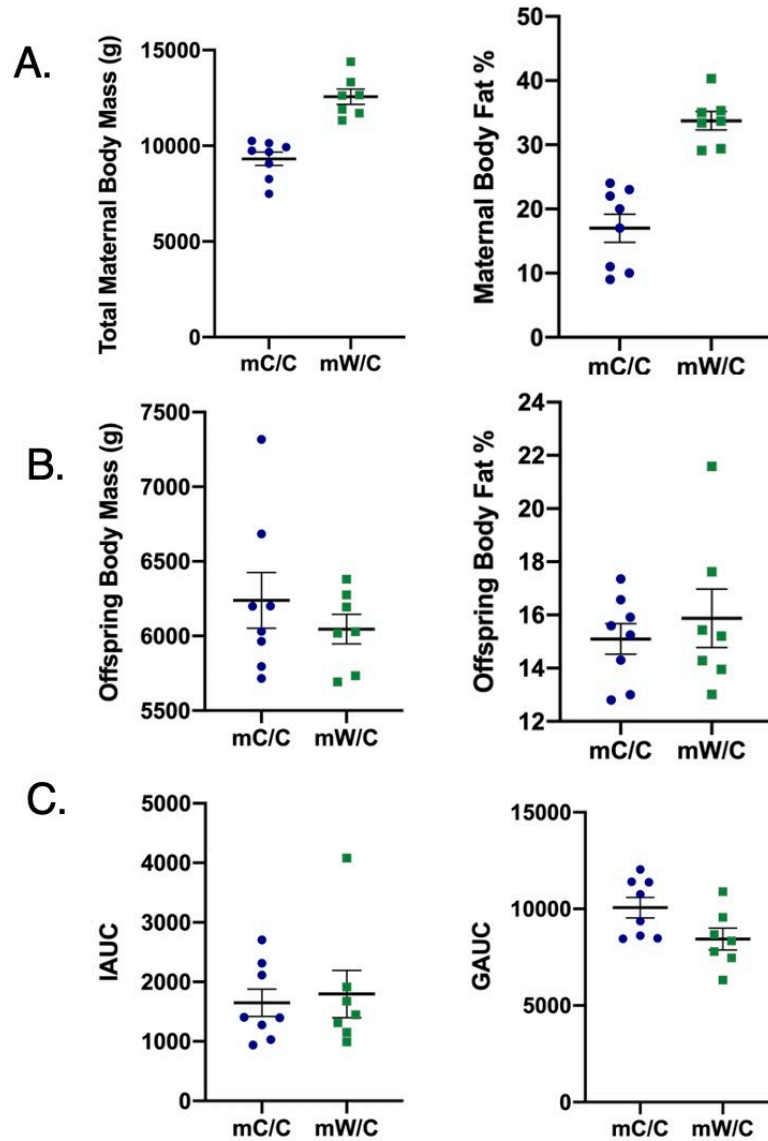 A.
Total Maternal Body Mass (g)
15000
10000
5000
0
mC/C mW/C
Maternal Body Fat %
50
40
30
20
10
0
mC/C mW/C
B.
Offspring Body Mass (g)
7500
7000
6500
6000
5500
mC/C mW/C
Offspring Body Fat %
24
22
20
18
16
14
12
mC/C mW/C
C.
IAUC
5000
4000
3000
2000
1000
0
mC/C mW/C
GAUC
15000
10000
5000
0
mC/C mW/C